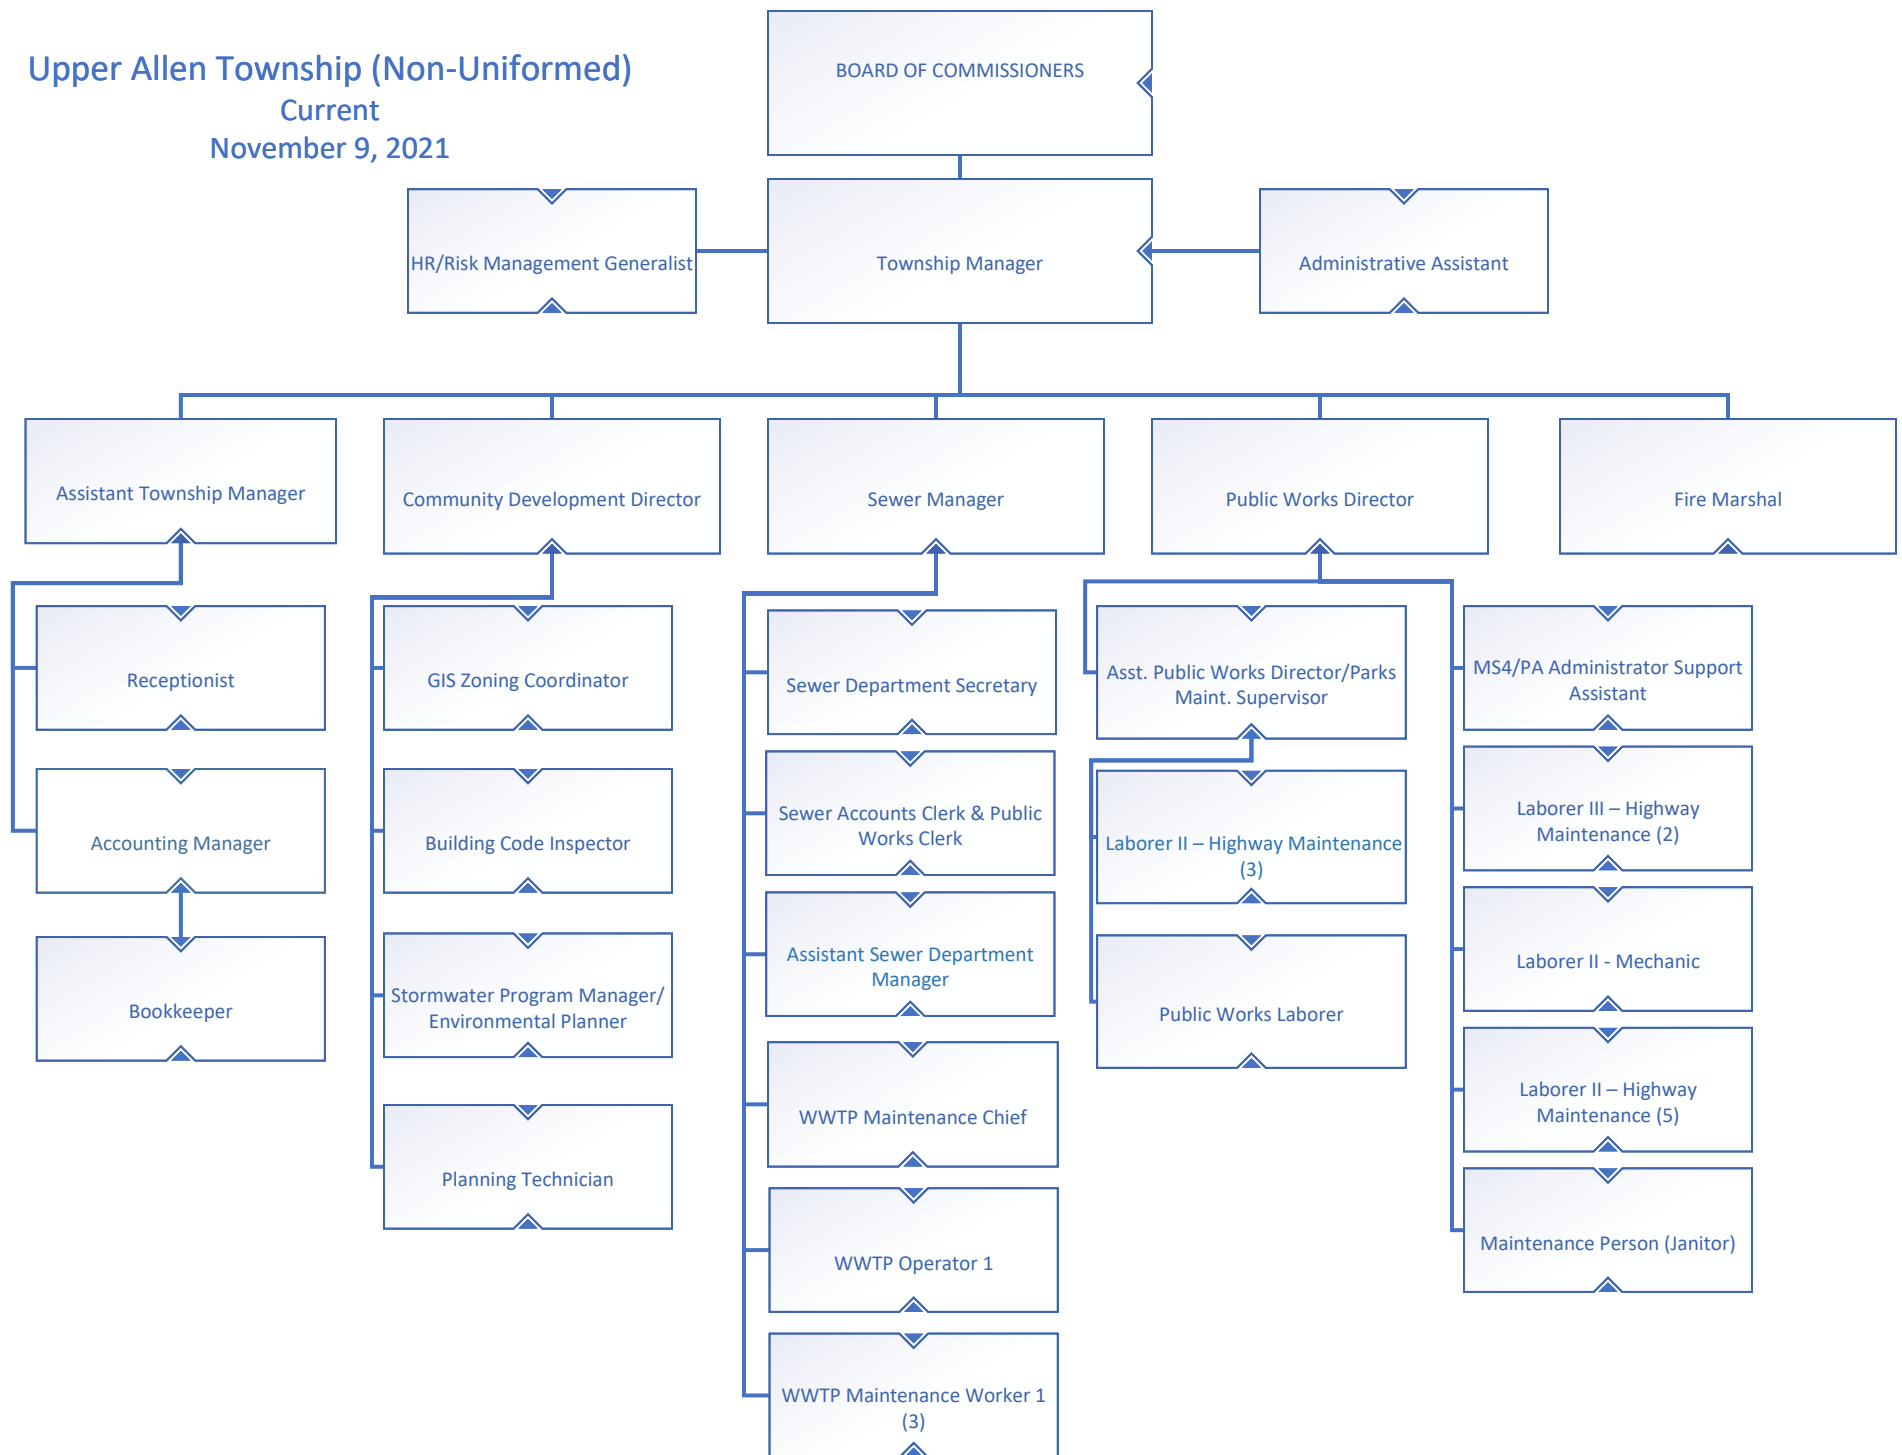 Upper Allen Township (Non-Uniformed)
Current
November 9, 2021
BOARD OF COMMISSIONERS
HR/Risk Management Generalist
Township Manager
Administrative Assistant
Assistant Township Manager
Community Development Director
Sewer Manager
Public Works Director
Fire Marshal
Receptionist
Accounting Manager
Bookkeeper
GIS Zoning Coordinator
Building Code Inspector
Stormwater Program Manager/
Environmental Planner
Planning Technician
Sewer Department Secretary
Sewer Accounts Clerk & Public
Works Clerk
Assistant Sewer Department
Manager
WWTP Maintenance Chief
WWTP Operator 1
WWTP Maintenance Worker 1
(3)
Asst. Public Works Director/Parks
Maint. Supervisor
Laborer II – Highway Maintenance
(3)
Public Works Laborer
MS4/PA Administrator Support
Assistant
Laborer III – Highway
Maintenance (2)
Laborer II - Mechanic
Laborer II – Highway
Maintenance (5)
Maintenance Person (Janitor)